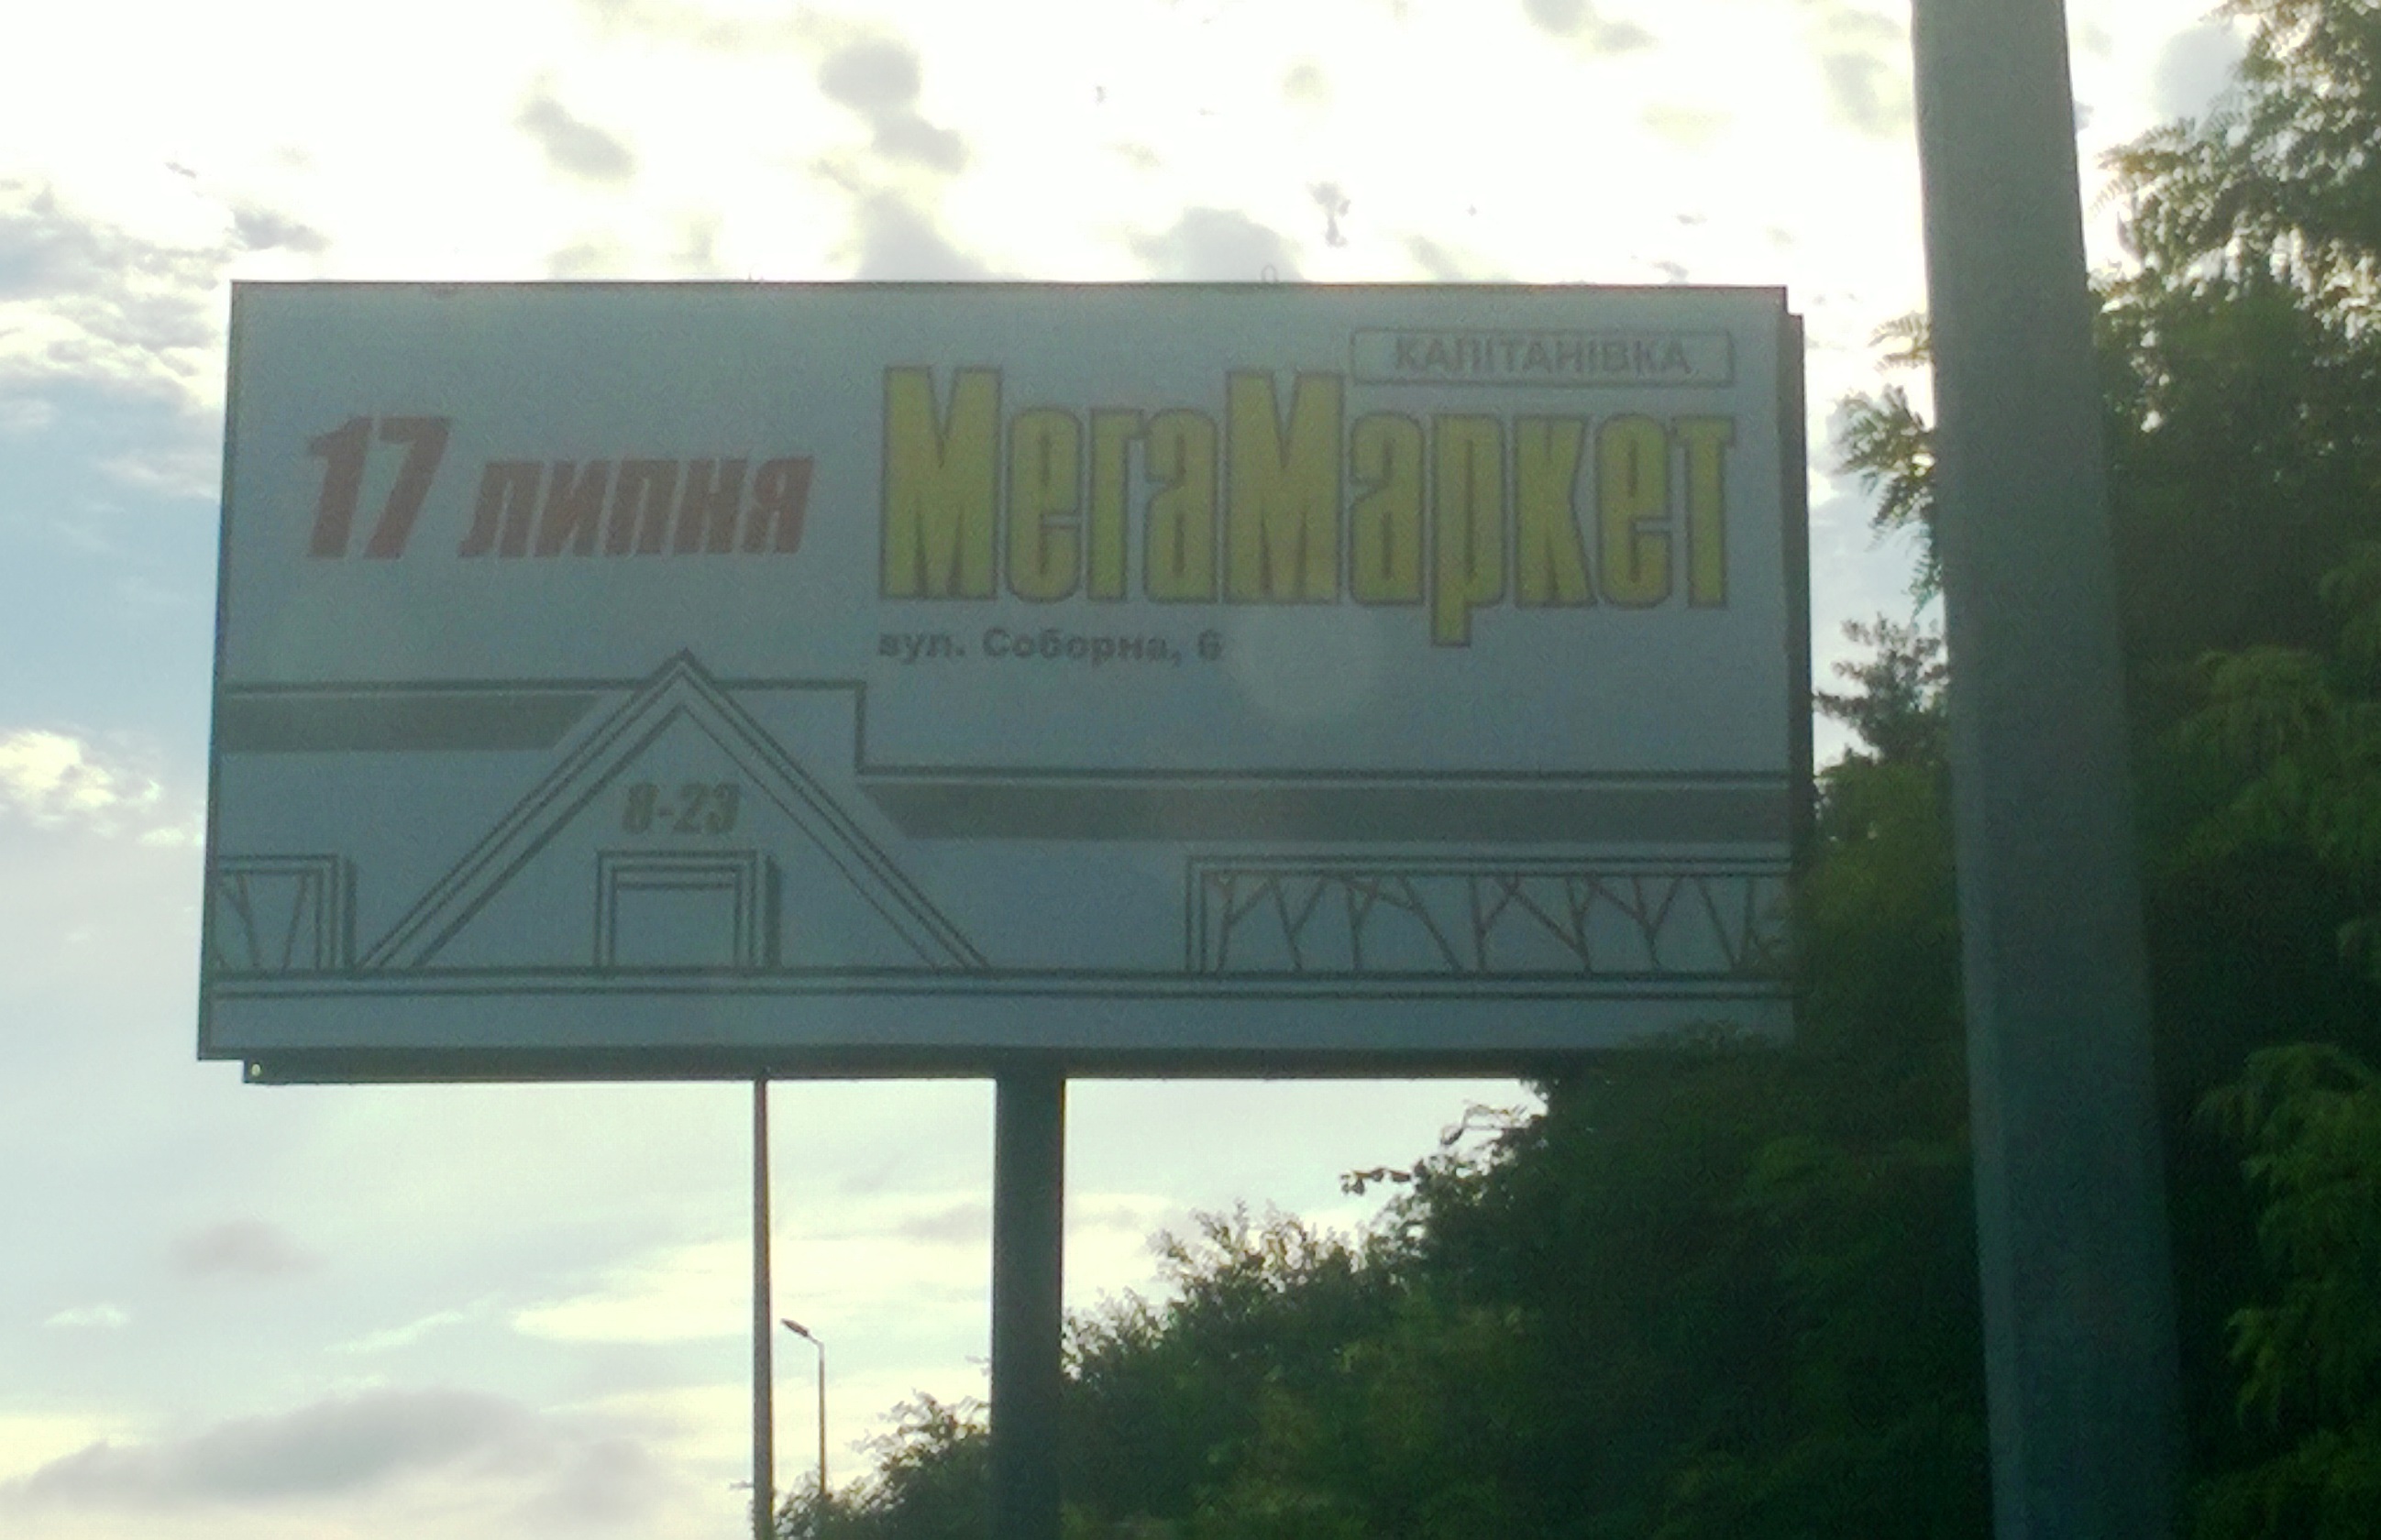 КАПІТАНІВКА
17 липня
МегаМаркет
вул. Соборна, 6
8-23